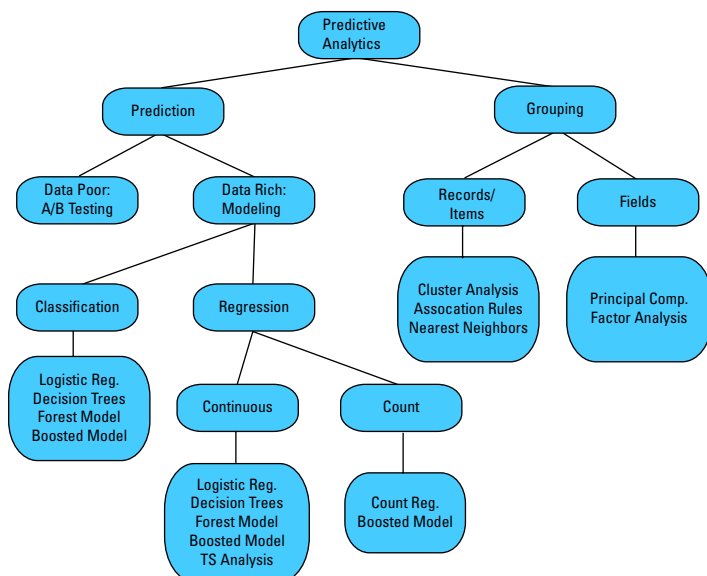 Predictive
Analytics
Prediction
Grouping
Data Poor:
A/B Testing
Data Rich:
Modeling
Records/
Items
Fields
Classification
Regression
Cluster Analysis
Assocation Rules
Nearest Neighbors
Principal Comp.
Factor Analysis
Logistic Reg.
Decision Trees
Forest Model
Boosted Model
Continuous
Count
Logistic Reg.
Decision Trees
Forest Model
Boosted Model
TS Analysis
Count Reg.
Boosted Model